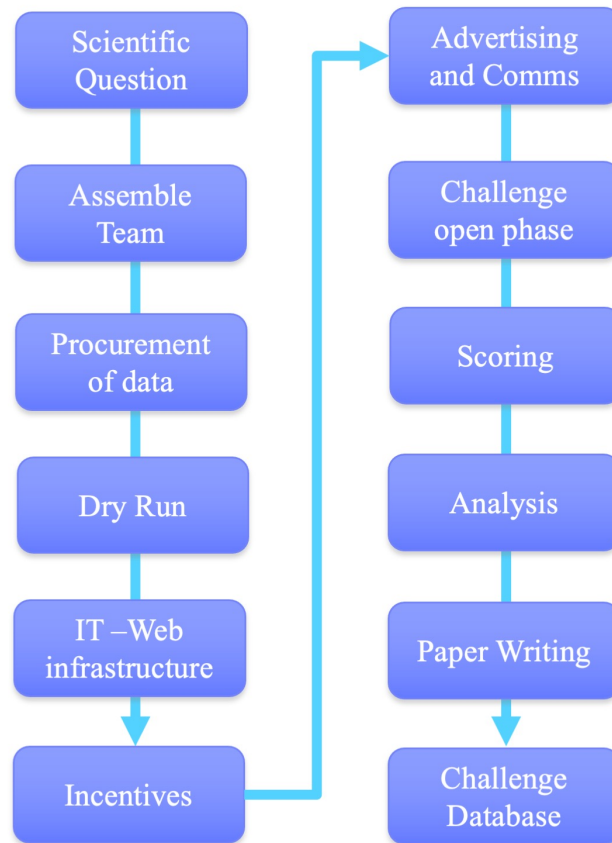 Scientific
Question
Assemble
Team
Procurement
of data
Dry Run
IT –Web
infrastructure
Incentives
Advertising
and Comms
Challenge
open phase
Scoring
Analysis
Paper Writing
Challenge
Database